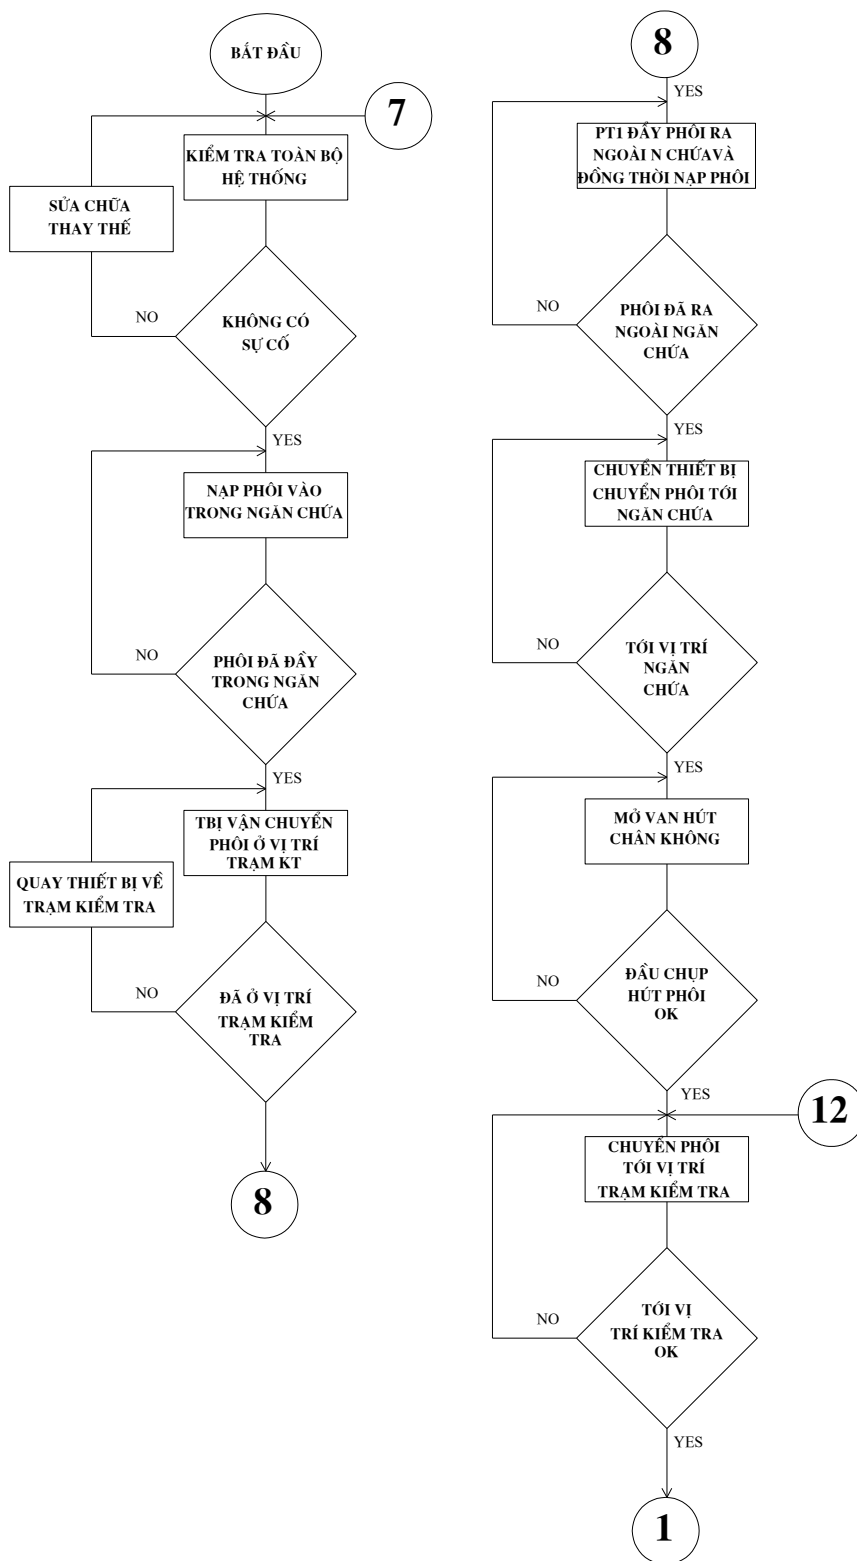 BẮT ĐẦU
7
KIỂM TRA TOÀN BỘ
HỆ THỐNG
SỬA CHỮA
THAY THẾ
NO
KHÔNG CÓ
SỰ CỐ
YES
NẠP PHÔI VÀO
TRONG NGĂN CHỨA
NO
PHÔI ĐÃ ĐẦY
TRONG NGĂN
CHỨA
YES
TBỊ VẬN CHUYỂN
PHÔI Ở VỊ TRÍ
TRẠM KT
QUAY THIẾT BỊ VỀ
TRẠM KIỂM TRA
NO
ĐÃ Ở VỊ TRÍ
TRẠM KIỂM
TRA
8
8
YES
PT1 ĐẨY PHÔI RA
NGOÀI N CHỨAVÀ
ĐỒNG THỜI NẠP PHÔI
NO
PHÔI ĐÃ RA
NGOÀI NGĂN
CHỨA
YES
CHUYỂN THIẾT BỊ
CHUYỂN PHÔI TỚI
NGĂN CHỨA
NO
TỚI VỊ TRÍ
NGĂN
CHỨA
YES
MỞ VAN HÚT
CHÂN KHÔNG
NO
ĐẦU CHỤP
HÚT PHÔI
OK
YES
12
CHUYỂN PHÔI
TỚI VỊ TRÍ
TRẠM KIỂM TRA
NO
TỚI VỊ
TRÍ KIỂM TRA
OK
YES
1